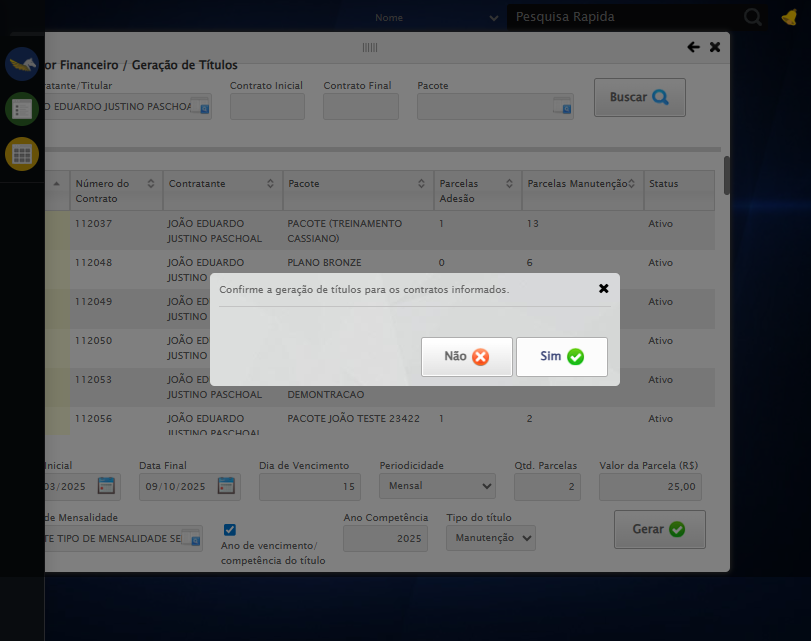 Nome
Pesquisa Rapida
or Financeiro / Geração de Títulos
ratante/Titular
Contrato Inicial
Contrato Final
Pacote
O EDUARDO JUSTINO PASCHOA
Buscar
Número do
Contrato
Contratante
Pacote
Parcelas
Adesão
Parcelas Manutenção
Status
112037
JOÃO EDUARDO
JUSTINO PASCHOAL
PACOTE (TREINAMENTO
CASSIANO)
1
13
Ativo
112048
JOÃO EDUARDO
JUSTINO
PLANO BRONZE
0
6
Ativo
112049
JOÃO ED
JUSTINO
Ativo
112050
JOÃO ED
JUSTINO
Ativo
112053
JOÃO ED
JUSTINO PASCHOAL
DEMONTRACAO
Ativo
112056
JOÃO EDUARDO
JUSTINO PASCHOAL
PACOTE JOÃO TESTE 23422
1
2
Ativo
Confirme a geração de títulos para os contratos informados.
Não
Sim
Inicial
Data Final
Dia de Vencimento
Periodicidade
Qtd. Parcelas
Valor da Parcela (R$)
03/2025
09/10/2025
15
Mensal
2
25,00
de Mensalidade
Ano Competência
Tipo do título
TE TIPO DE MENSALIDADE SE
Ano de vencimento/
competência do título
2025
Manutenção
Gerar